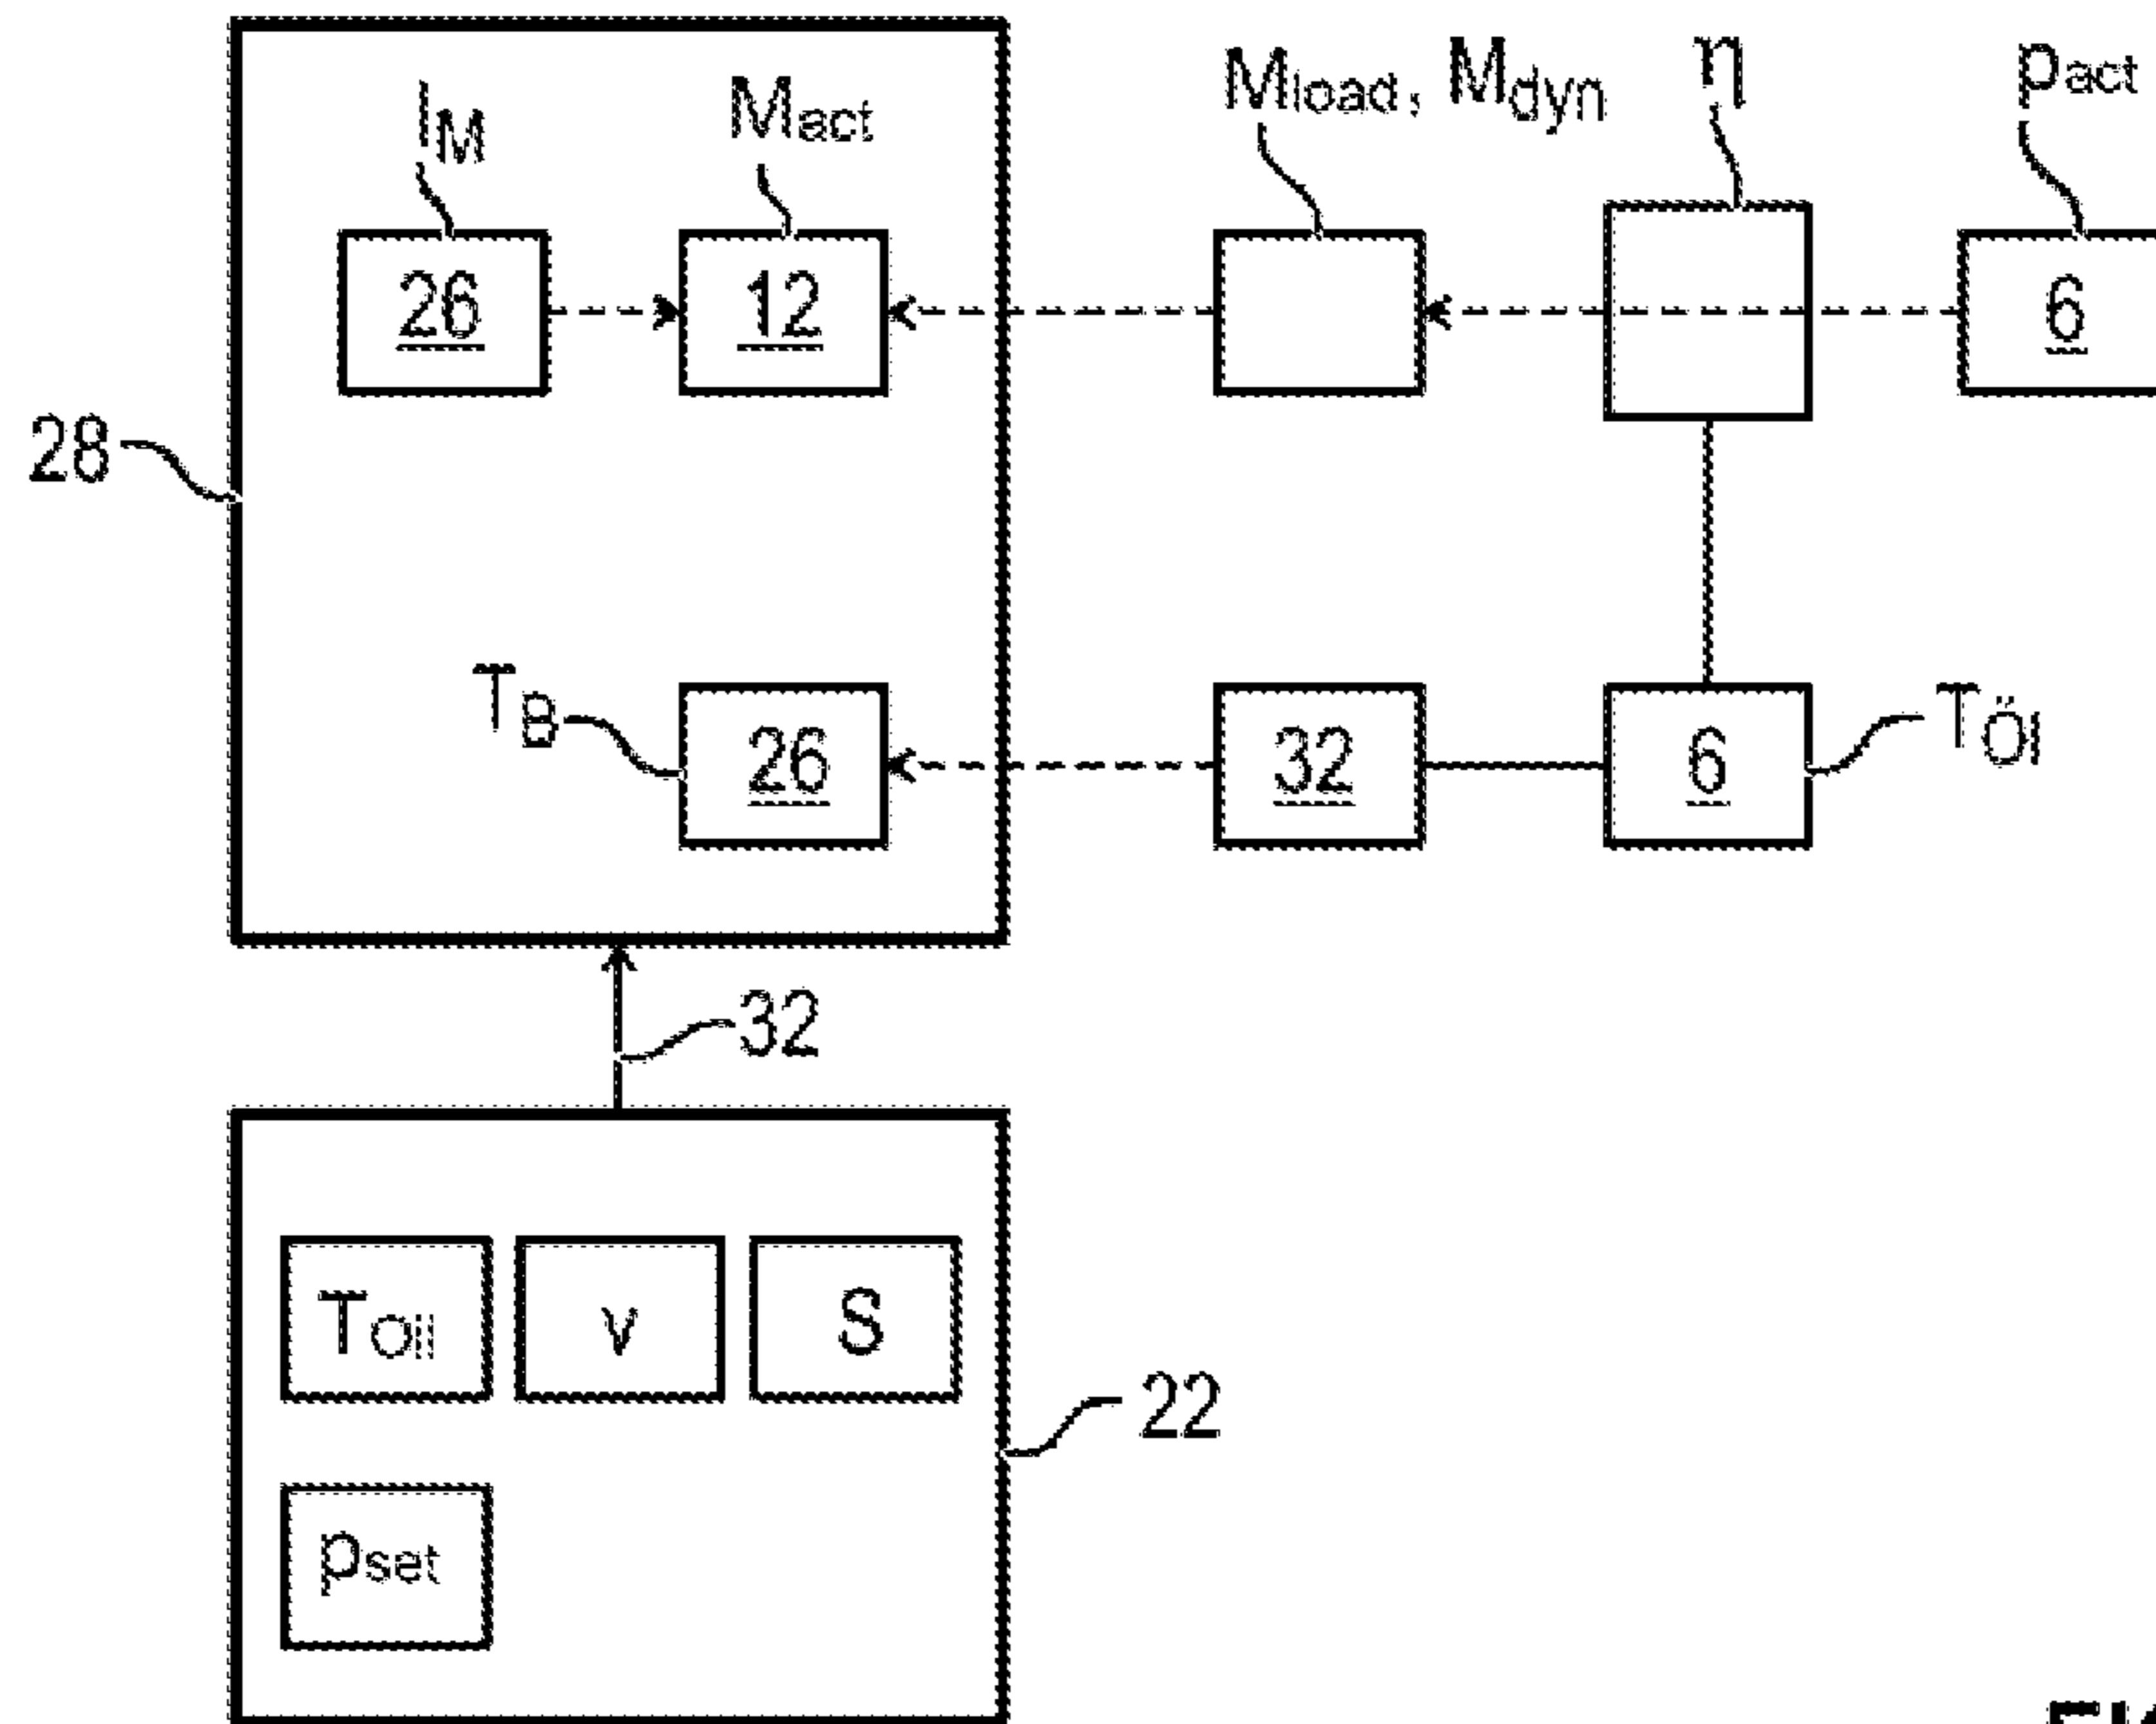 IM
Mact
Mload, Mdyn
η
pact
26
12
6
28
TB
26
32
6
TÖl
32
TOil
v
S
22
pset